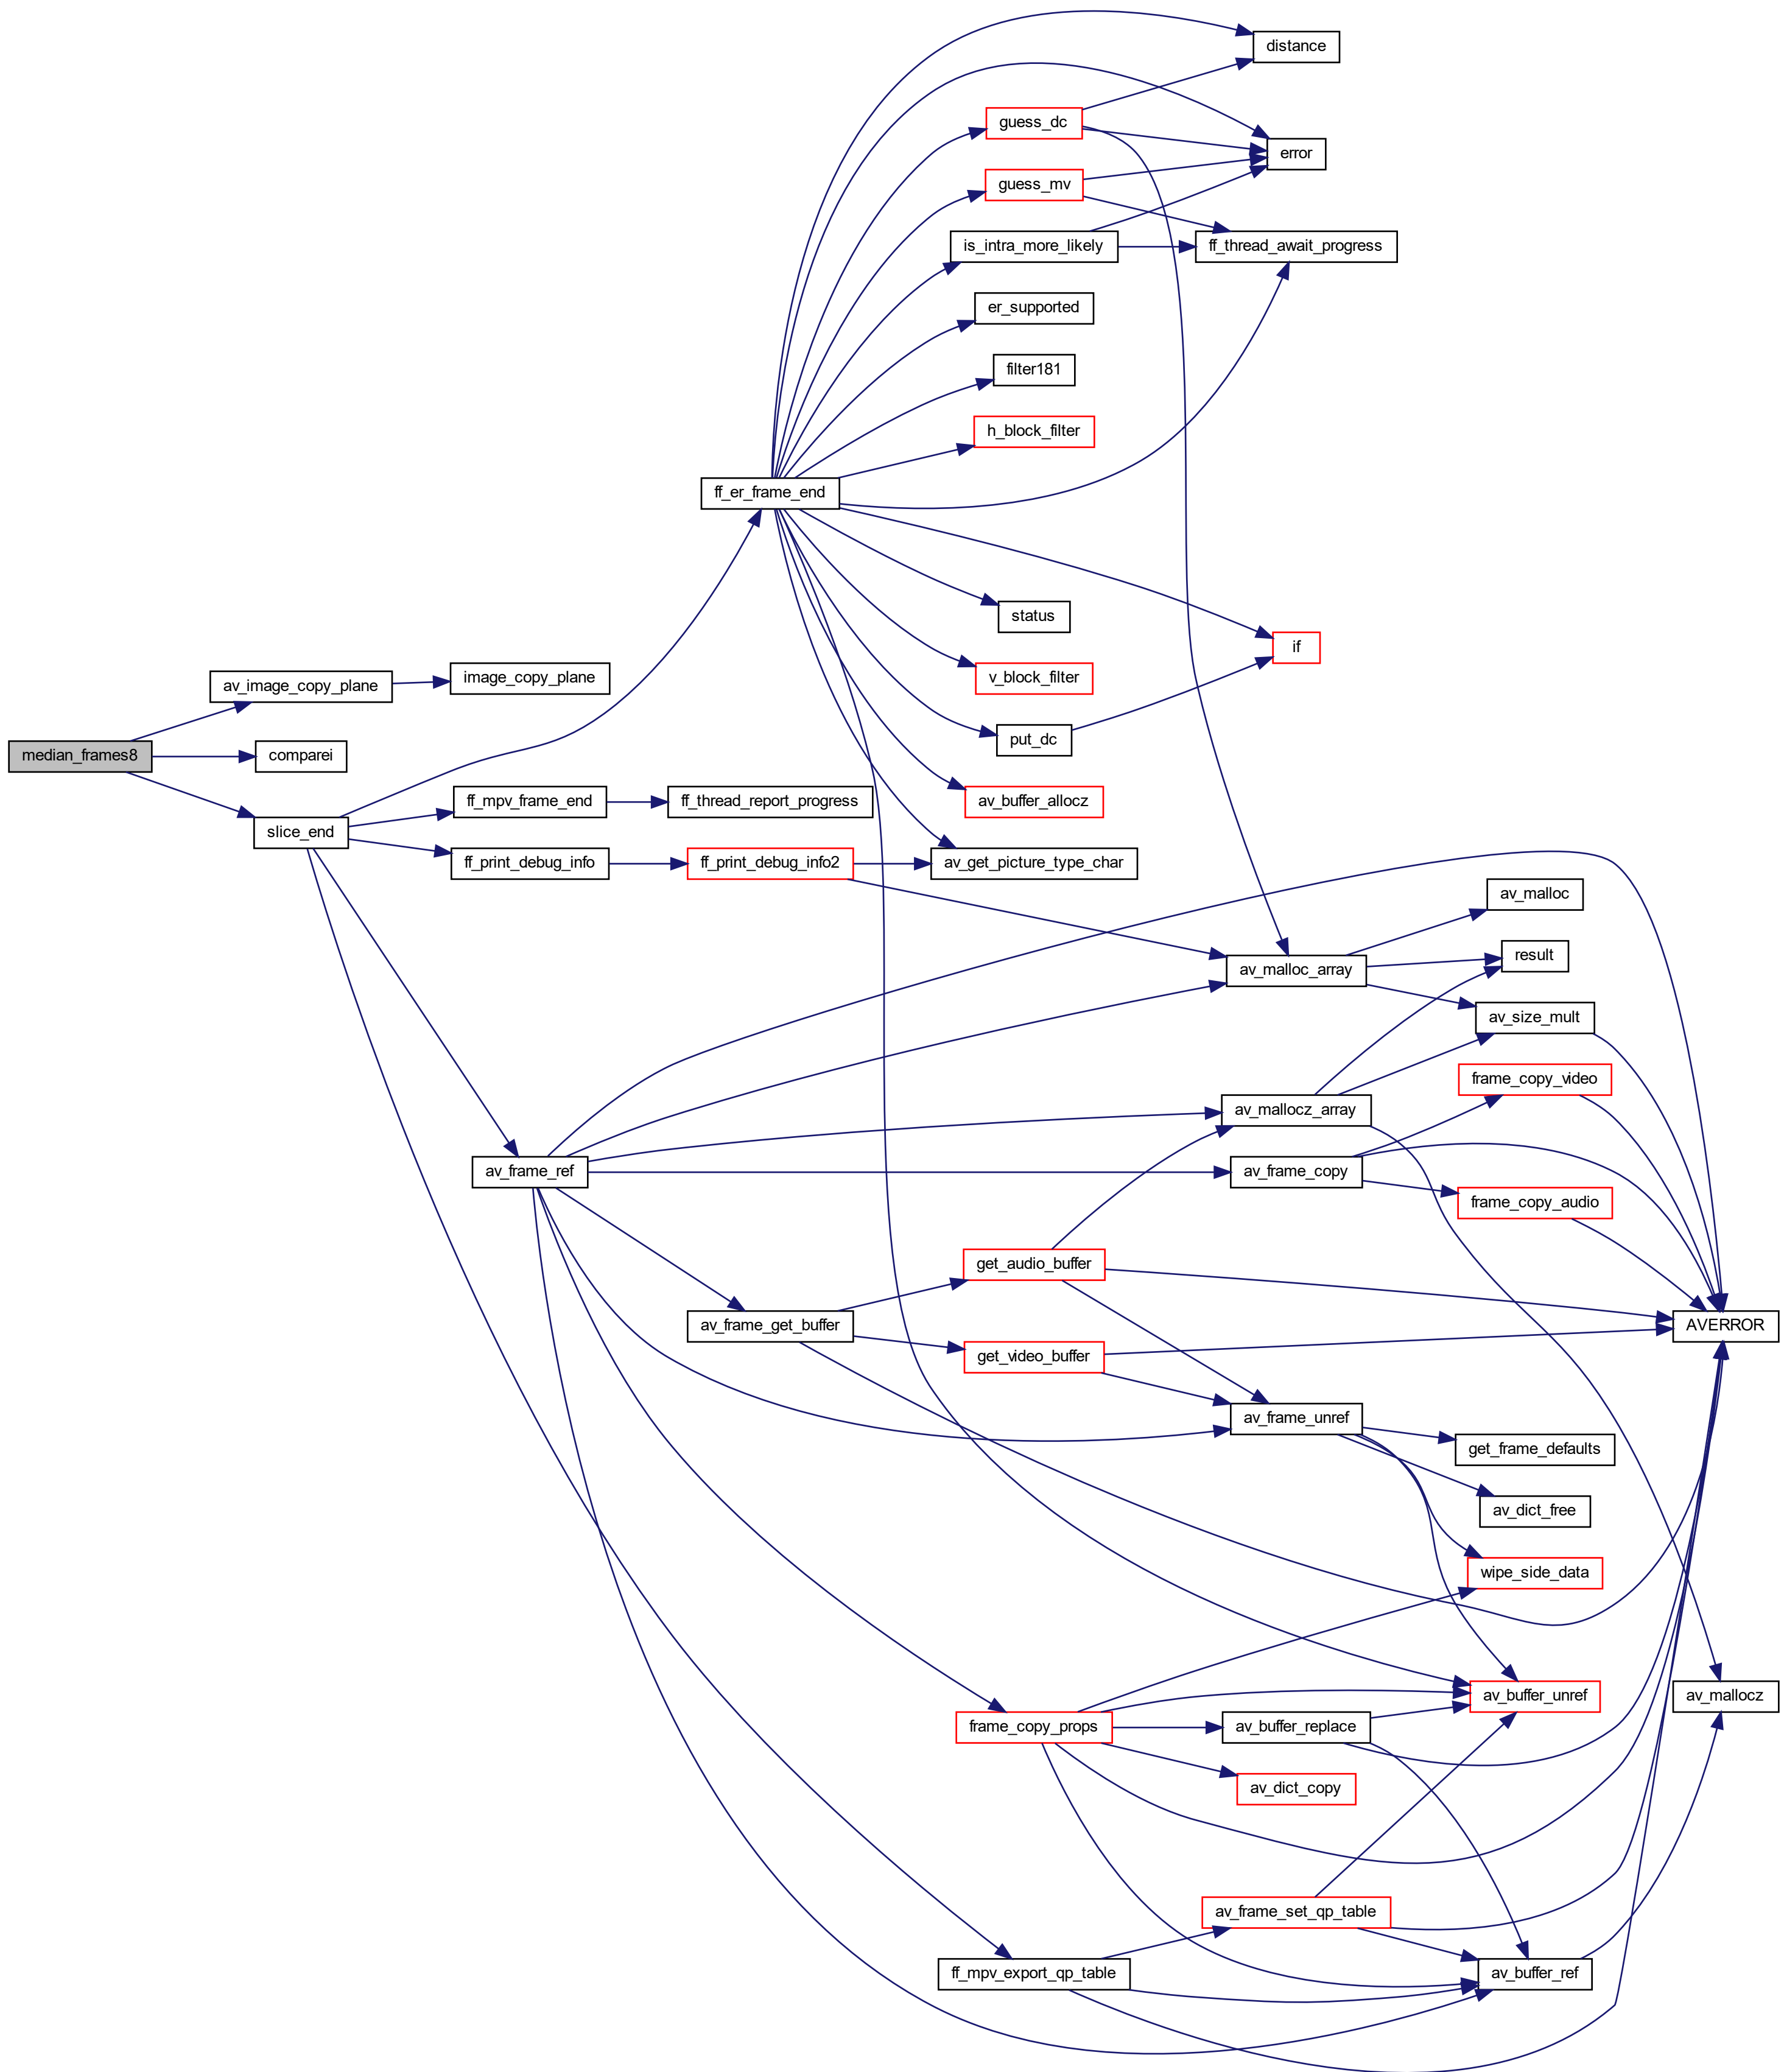 distance
guess_dc
error
guess_mv
is_intra_more_likely
ff_thread_await_progress
er_supported
filter181
h_block_filter
ff_er_frame_end
status
if
image_copy_plane
v_block_filter
av_image_copy_plane
put_dc
median_frames8
comparei
ff_mpv_frame_end
ff_thread_report_progress
av_buffer_allocz
slice_end
ff_print_debug_info
ff_print_debug_info2
av_get_picture_type_char
av_malloc
result
av_malloc_array
av_size_mult
frame_copy_video
av_mallocz_array
av_frame_ref
av_frame_copy
frame_copy_audio
get_audio_buffer
av_frame_get_buffer
AVERROR
get_video_buffer
av_frame_unref
get_frame_defaults
av_dict_free
wipe_side_data
av_buffer_unref
av_mallocz
frame_copy_props
av_buffer_replace
av_dict_copy
av_frame_set_qp_table
ff_mpv_export_qp_table
av_buffer_ref